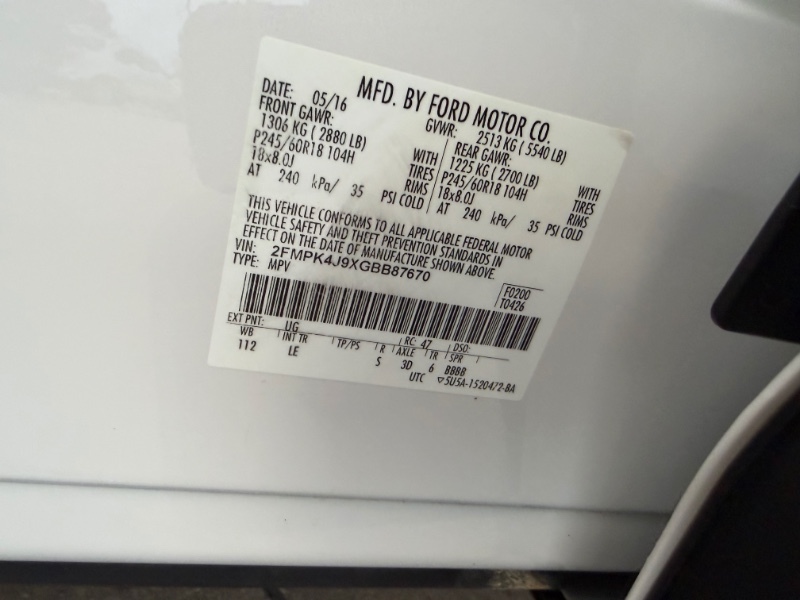 MFD. BY FORD MOTOR CO.
DATE: 05/16 GVWR: 2513 KG ( 5540 LB)
FRONT GAWR: REAR GAWR:
1306 KG ( 2880 LB) WITH 1225 KG ( 2700 LB) WITH
P245/60R18 104H TIRES P245/60R18 104H TIRES
18x8.0J RIMS 18x8.0J RIMS
AT 240 kPa/ 35 PSI COLD AT 240 kPa/ 35 PSI COLD
THIS VEHICLE CONFORMS TO ALL APPLICABLE FEDERAL MOTOR
VEHICLE SAFETY AND THEFT PREVENTION STANDARDS IN
EFFECT ON THE DATE OF MANUFACTURE SHOWN ABOVE.
VIN: 2FMPK4J9XGBB87670
TYPE: MPV
F0200
T0426
EXT PNT: UG RC: 47 DSO:
WB INT TR TP/PS R AXLE TR SPR
112 LE 5 3D 6 BBBB
UTC ▽5U5A-1520472-BA